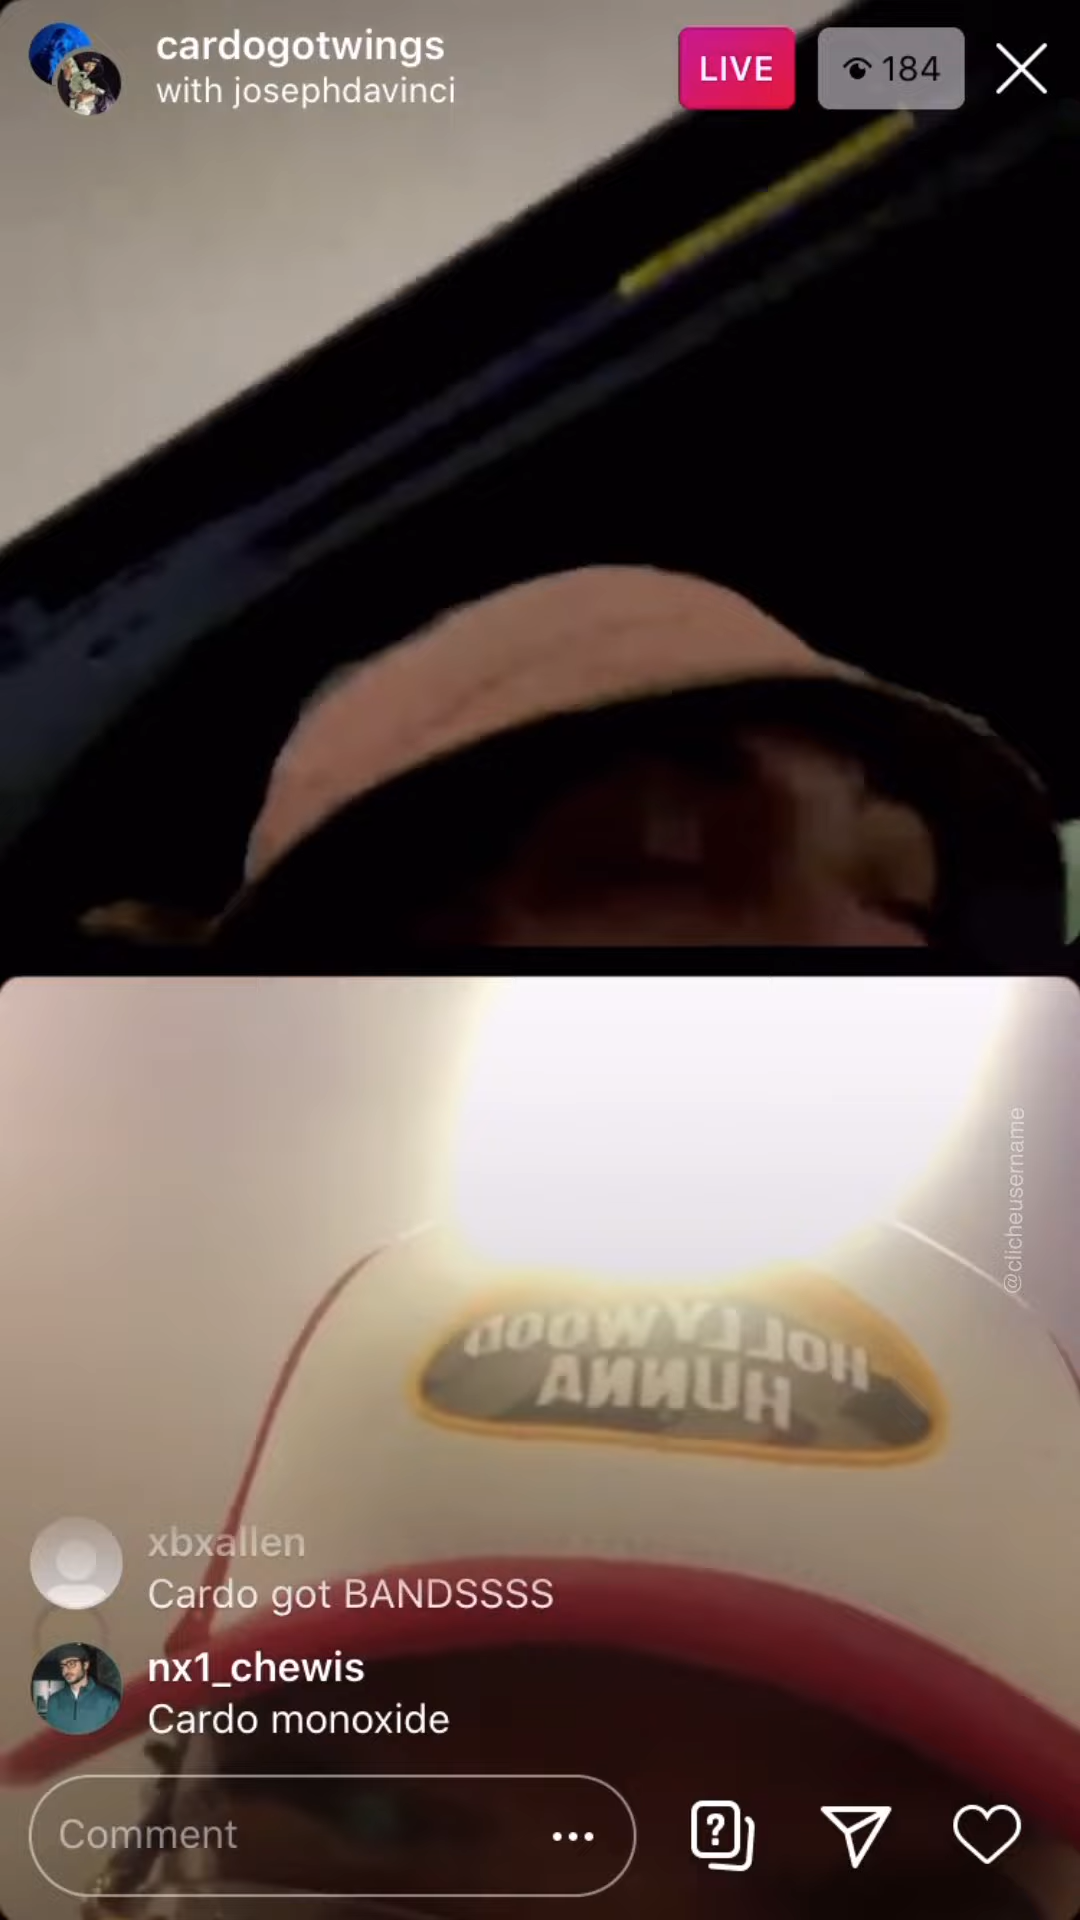 cardogotwings
with josephdavinci
LIVE
184
@clicheusername
HOLLYWOOD
HUNNA
xbxallen
Cardo got BANDSSSS
nx1_chewis
Cardo monoxide
Comment